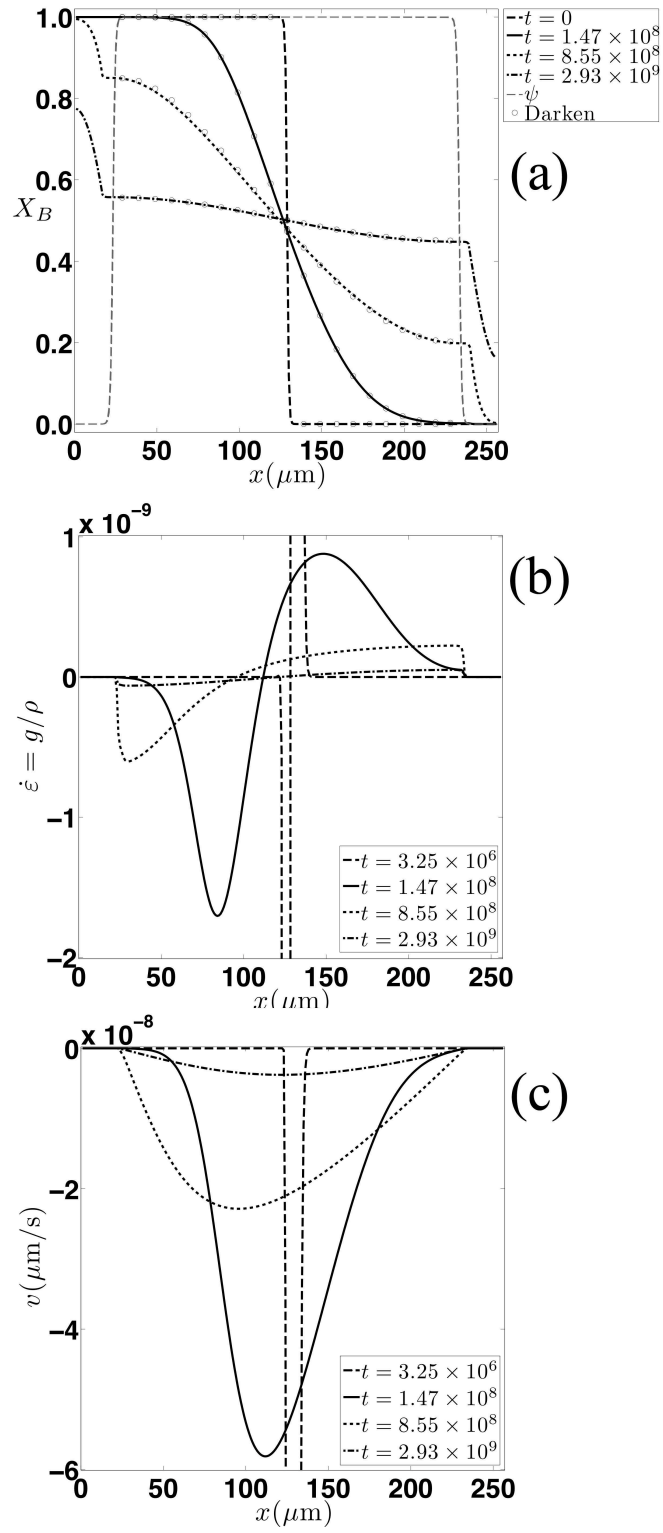 1.0
0.8
0.6
X_B
0.4
0.2
0.0
0 50 100 150 200 250
x(μm)
t = 0
t = 1.47 × 10^8
t = 8.55 × 10^8
t = 2.93 × 10^9
ψ
Darken
(a)
x 10^−9
1
0
−1
−2
ε̇ = g/ρ
0 50 100 150 200 250
x(μm)
t = 3.25 × 10^6
t = 1.47 × 10^8
t = 8.55 × 10^8
t = 2.93 × 10^9
(b)
x 10^−8
0
−2
−4
−6
v(μm/s)
0 50 100 150 200 250
x(μm)
t = 3.25 × 10^6
t = 1.47 × 10^8
t = 8.55 × 10^8
t = 2.93 × 10^9
(c)